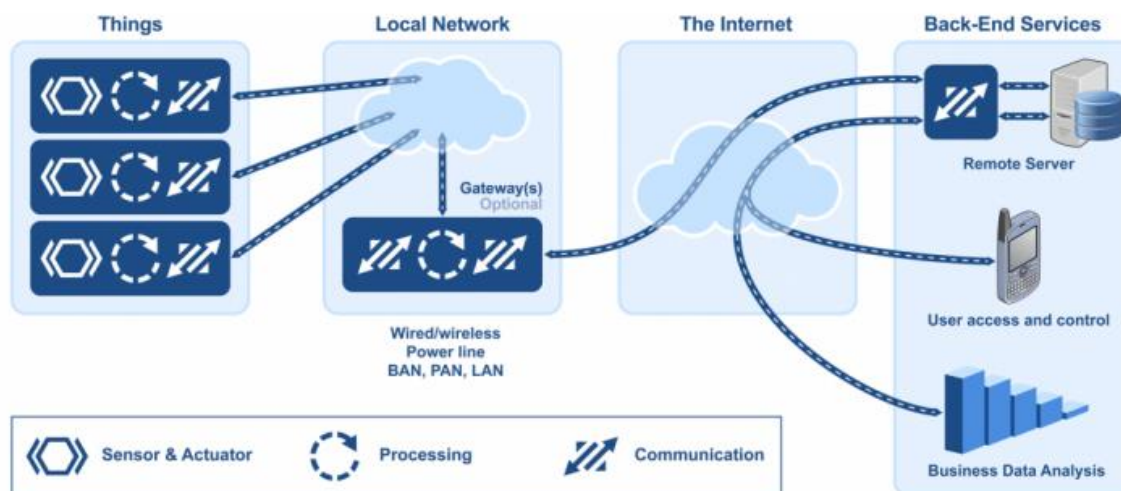 Things
Local Network
The Internet
Back-End Services
Gateway(s)
Optional
Remote Server
User access and control
Wired/wireless
Power line
BAN, PAN, LAN
Business Data Analysis
Sensor & Actuator
Processing
Communication